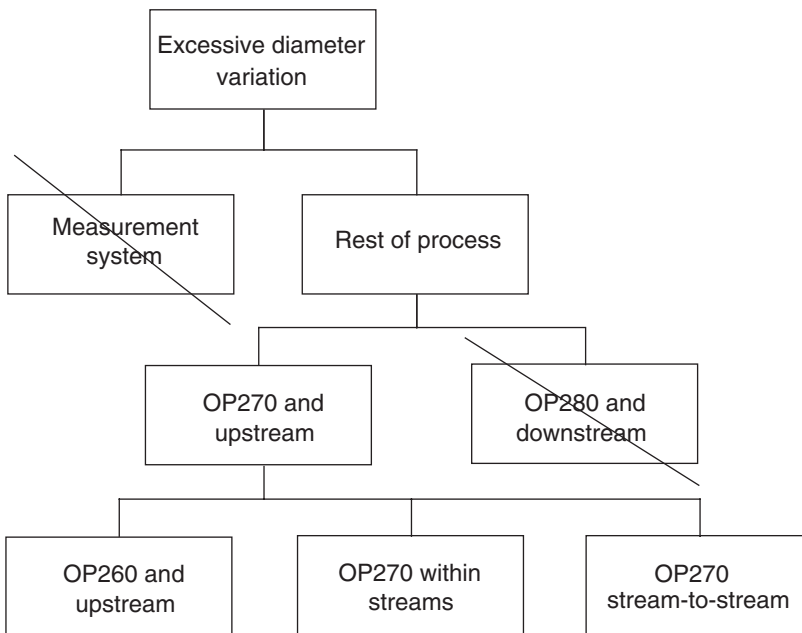 Excessive diameter
variation
Measurement
system
Rest of process
OP270 and
upstream
OP280 and
downstream
OP260 and
upstream
OP270 within
streams
OP270
stream-to-stream